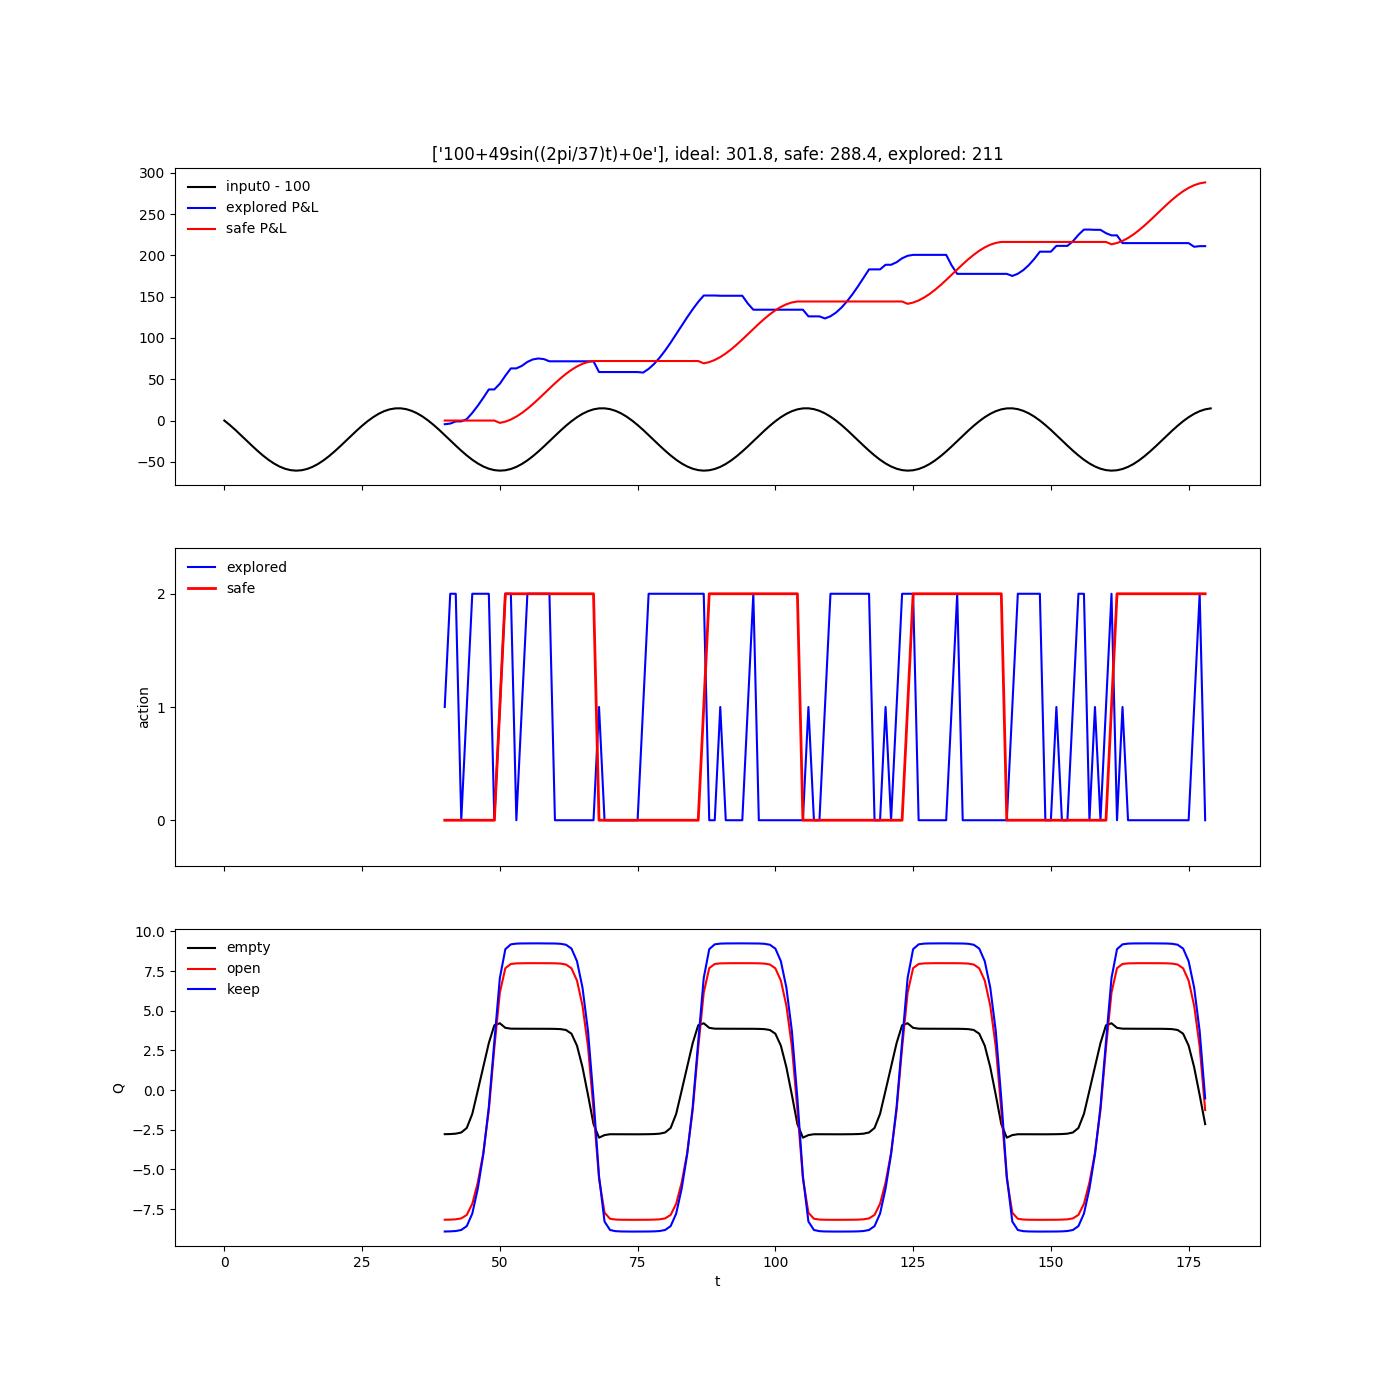 ['100+49sin((2pi/37)t)+0e'], ideal: 301.8, safe: 288.4, explored: 211
300
250
200
150
100
50
0
−50
input0 - 100
explored P&L
safe P&L
2
1
0
action
explored
safe
10.0
7.5
5.0
2.5
0.0
−2.5
−5.0
−7.5
Q
empty
open
keep
0 25 50 75 100 125 150 175
t